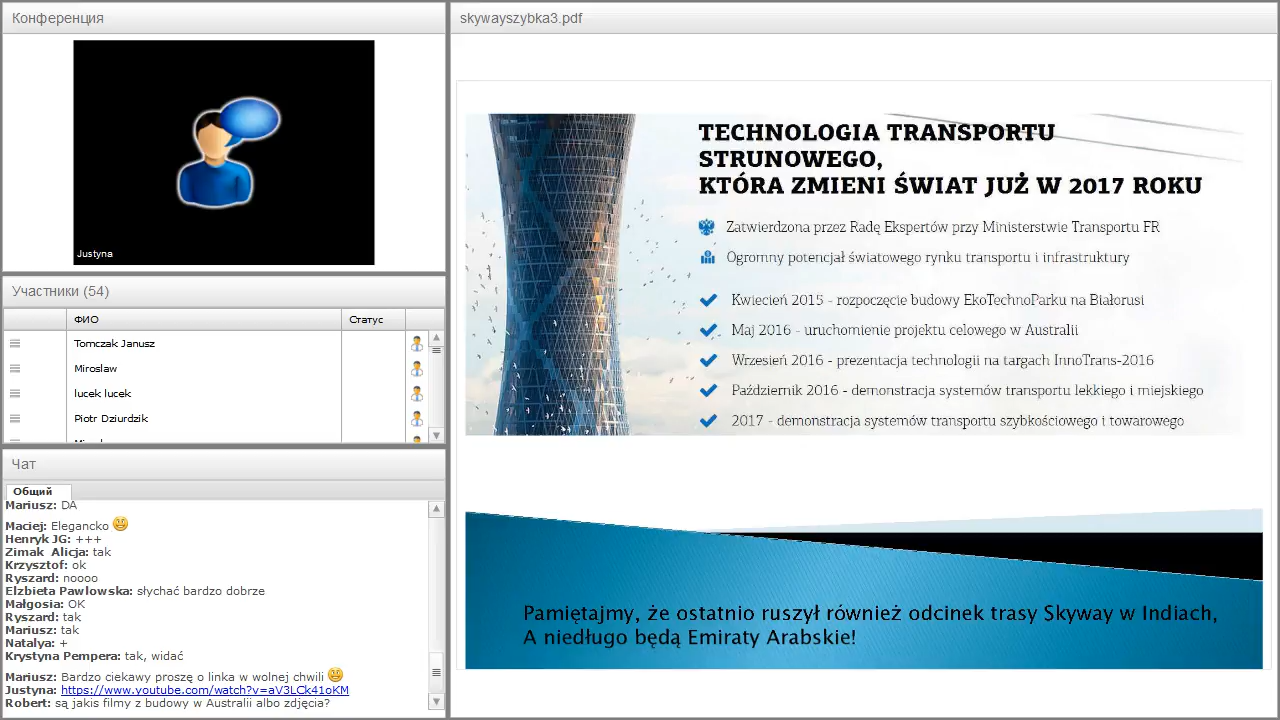 Конференция
Justyna
Участники (54)
ФИО
Статус
Tomczak Janusz
Miroslaw
lucek lucek
Piotr Dziurdzik
Чат
Общий
Mariusz: DA
Maciej: Elegancko
Henryk JG: +++
Zimak Alicja: tak
Krzysztof: ok
Ryszard: noooo
Elzbieta Pawlowska: słychać bardzo dobrze
Małgosia: OK
Ryszard: tak
Mariusz: tak
Natalya: +
Krystyna Pempera: tak, widać
Mariusz: Bardzo ciekawy proszę o linka w wolnej chwili
Justyna: https://www.youtube.com/watch?v=aV3LCk41oKM
Robert: są jakis filmy z budowy w Australii albo zdjęcia?
skywayszybka3.pdf
TECHNOLOGIA TRANSPORTU
STRUNOWEGO,
KTÓRA ZMIENI ŚWIAT JUŻ W 2017 ROKU
Zatwierdzona przez Radę Ekspertów przy Ministerstwie Transportu FR
Ogromny potencjał światowego rynku transportu i infrastruktury
Kwiecień 2015 - rozpoczęcie budowy EkoTechnoParku na Białorusi
Maj 2016 - uruchomienie projektu celowego w Australii
Wrzesień 2016 - prezentacja technologii na targach InnoTrans-2016
Październik 2016 - demonstracja systemów transportu lekkiego i miejskiego
2017 - demonstracja systemów transportu szybkościowego i towarowego
Pamiętajmy, że ostatnio ruszył również odcinek trasy Skyway w Indiach,
A niedługo będą Emiraty Arabskie!